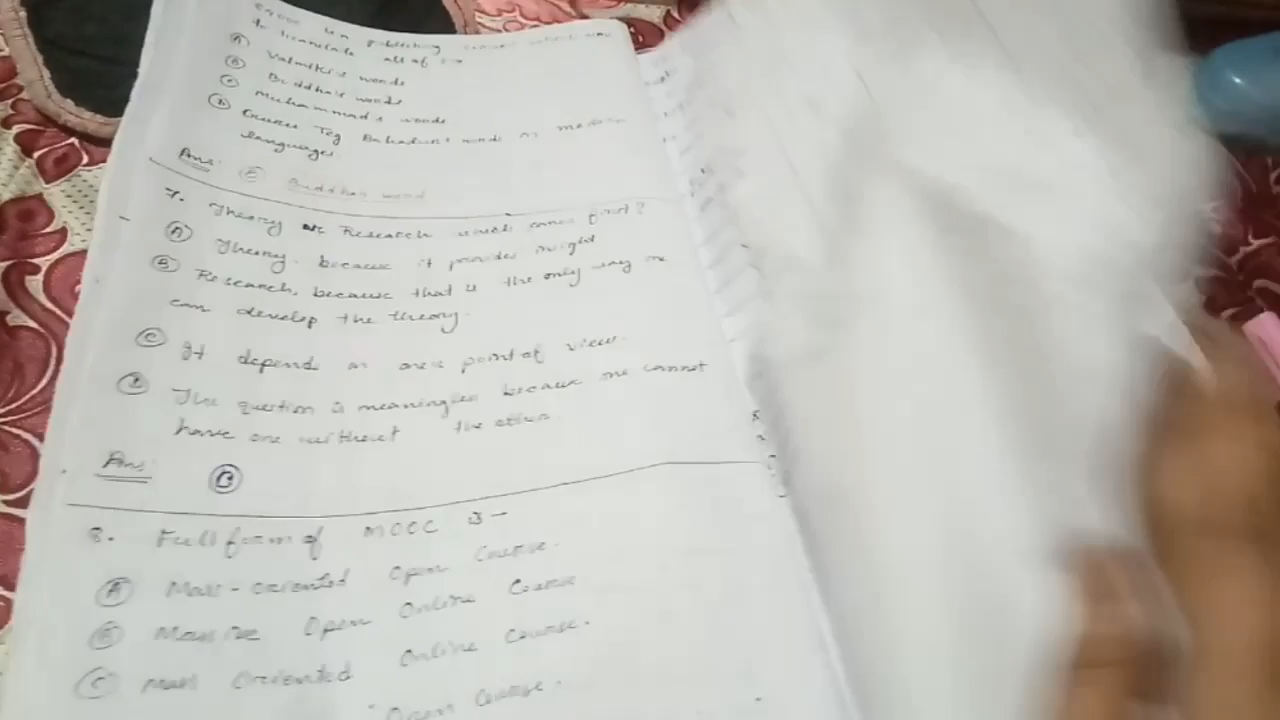 to translate all of :-
(A) Valmiki's words
(B) Buddha's words
(C) Muhammad's words
(D) Guru Teg Bahadur's words in modern
languages.
Ans: (B) Buddha's word
7. Theory or Research which comes first?
(A) Theory, because it provides insight
(B) Research, because that is the only way one
can develop the theory.
(C) It depends on one's point of view.
(D) The question is meaningless because one cannot
have one without the other.
Ans: (B)
8. Full form of MOOC is -
(A) Mass-oriented Open Course.
(B) Massive Open Online Course
(C) Mass Oriented Online Course.
Open Course.